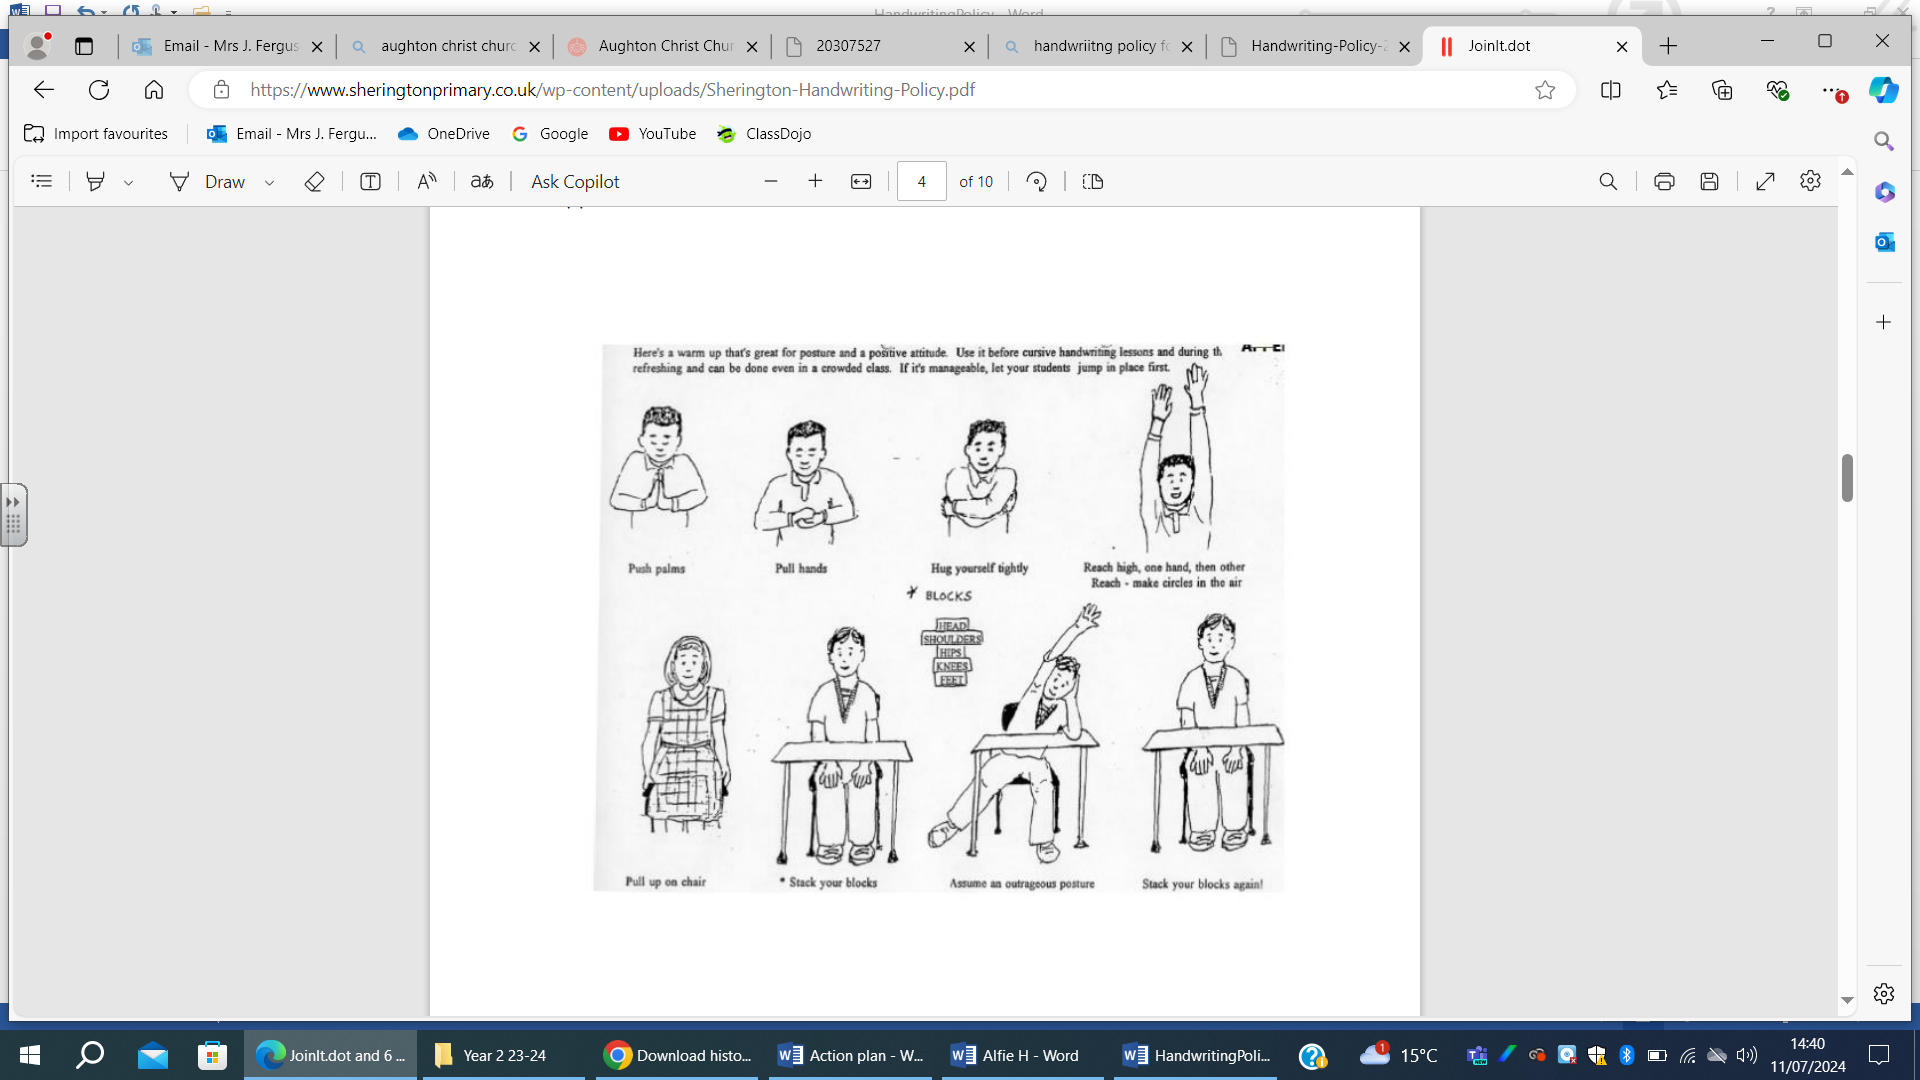 HandwritingPolicy - Word
Email - Mrs J. Fergus
aughton christ churc
Aughton Christ Chur
20307527
handwriitng policy fo
Handwriting-Policy-2
JoinIt.dot
https://www.sheringtonprimary.co.uk/wp-content/uploads/Sherington-Handwriting-Policy.pdf
Import favourites
Email - Mrs J. Fergu...
OneDrive
Google
YouTube
ClassDojo
Draw
Ask Copilot
4 of 10
Here's a warm up that's great for posture and a positive attitude. Use it before cursive handwriting lessons and during th
refreshing and can be done even in a crowded class. If it's manageable, let your students jump in place first.
Push palms
Pull hands
Hug yourself tightly
Reach high, one hand, then other
Reach - make circles in the air
* BLOCKS
HEAD
SHOULDERS
HIPS
KNEES
FEET
Pull up on chair
* Stack your blocks
Assume an outrageous posture
Stack your blocks again!
JoinIt.dot and 6 ...
Year 2 23-24
Download histo...
Action plan - W...
Alfie H - Word
HandwritingPoli...
1
15°C
14:40
11/07/2024